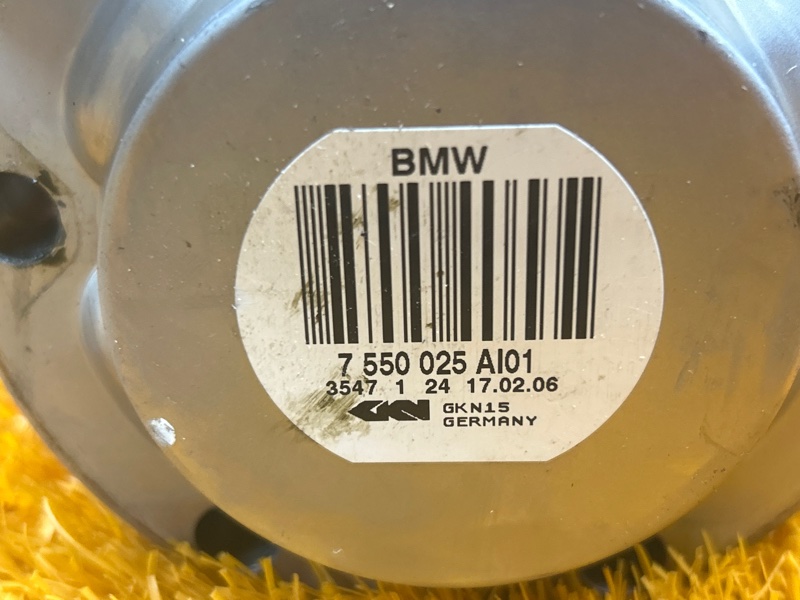 BMW
7 550 025 AI01
3547 1 24 17.02.06
GKN GKN15
GERMANY